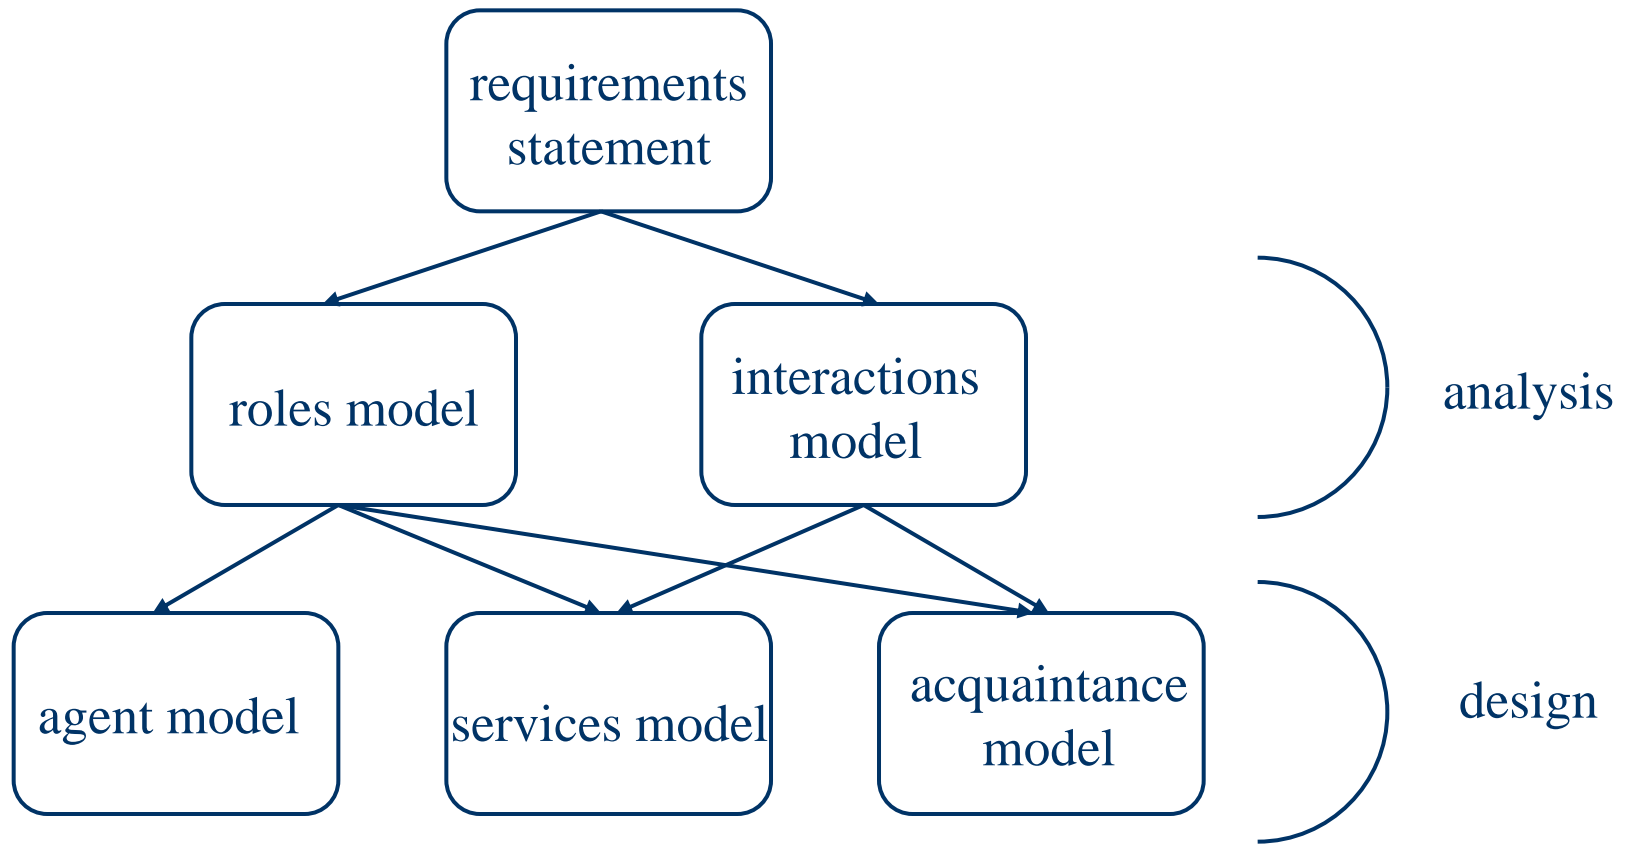 requirements
statement
roles model
interactions
model
analysis
agent model
services model
acquaintance
model
design